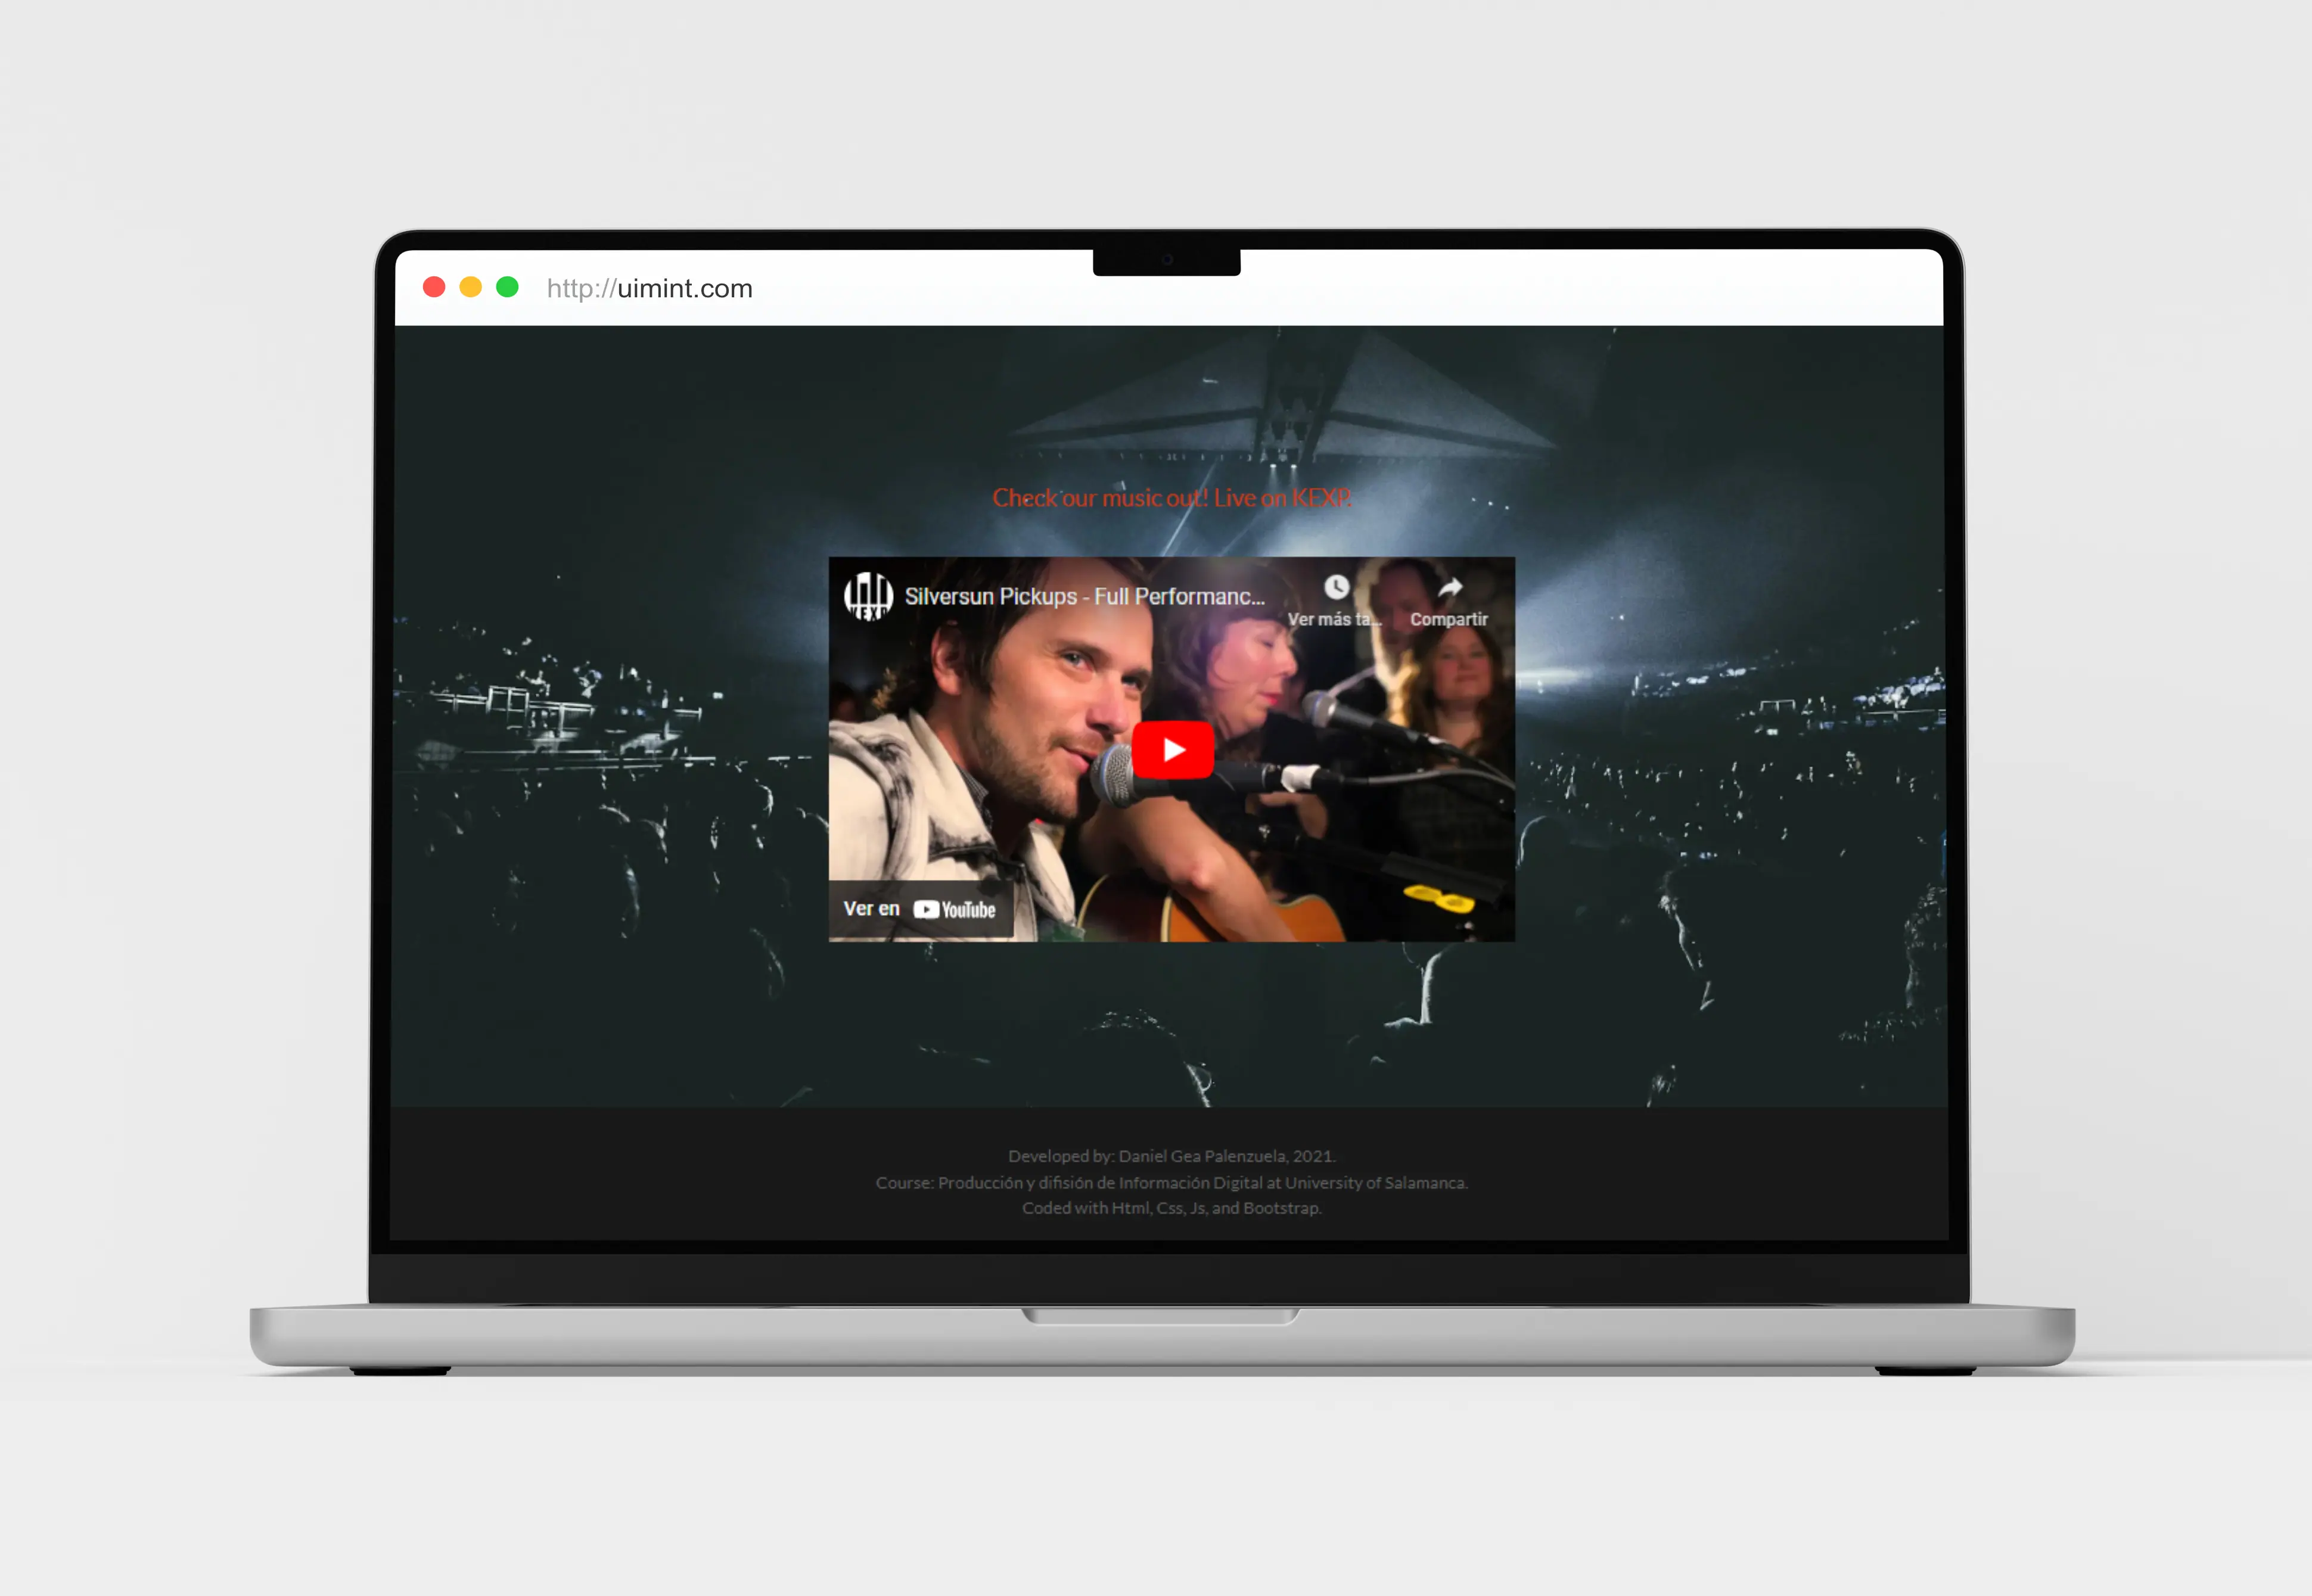 http://uimint.com
Check our music out! Live on KEXP.
KEXP
Silversun Pickups - Full Performanc...
Ver más ta...
Compartir
Ver en YouTube
Developed by: Daniel Gea Palenzuela, 2021.
Course: Producción y difisión de Información Digital at University of Salamanca.
Coded with Html, Css, Js, and Bootstrap.